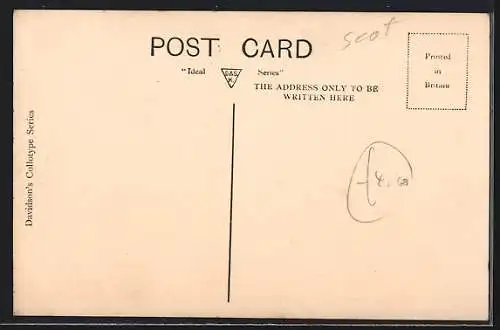 POST CARD
scot
"Ideal Series"
THE ADDRESS ONLY TO BE
WRITTEN HERE
Printed
in
Britain
Davidson's Collotype Series